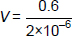 V = 0.6 / 2×10⁻⁶